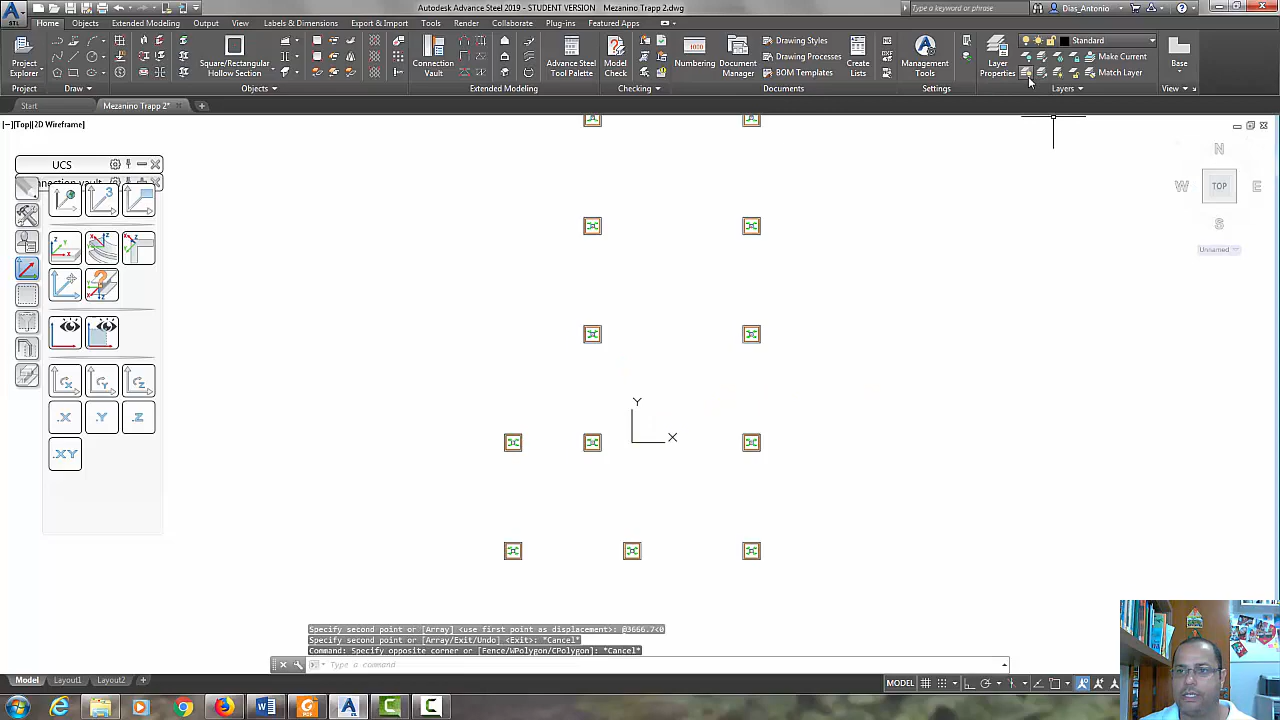 Autodesk Advance Steel 2019 - STUDENT VERSION    Mezanino Trapp 2.dwg
Type a keyword or phrase
Dias_Antonio
STL
Home Objects Extended Modeling Output View Labels & Dimensions Export & Import Tools Render Collaborate Plug-ins Featured Apps
Project Explorer
Square/Rectangular Hollow Section
Connection Vault
Advance Steel Tool Palette
Model Check
1000
Numbering
Document Manager
Drawing Styles
Drawing Processes
BOM Templates
Create Lists
Management Tools
Layer Properties
Standard
Make Current
Match Layer
Base
Project Draw Objects Extended Modeling Checking Documents Settings Layers View
Start Mezanino Trapp 2*
[−][Top][2D Wireframe]
UCS
nnection vault
N
W TOP E
S
Unnamed
3
Y
X
.X .Y .Z
.XY
Specify second point or [Array] <use first point as displacement>: @3666.7<0
Specify second point or [Array/Exit/Undo] <Exit>: *Cancel*
Command: Specify opposite corner or [Fence/WPolygon/CPolygon]: *Cancel*
Type a command
Model Layout1 Layout2
MODEL